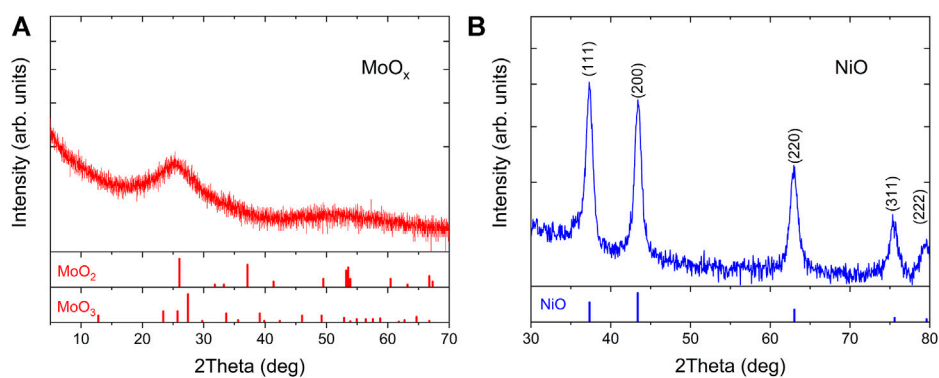 A
MoOₓ
Intensity (arb. units)
MoO₂
MoO₃
10 20 30 40 50 60 70
2Theta (deg)
B
NiO
(111)
(200)
(220)
(311)
(222)
Intensity (arb. units)
NiO
30 40 50 60 70 80
2Theta (deg)